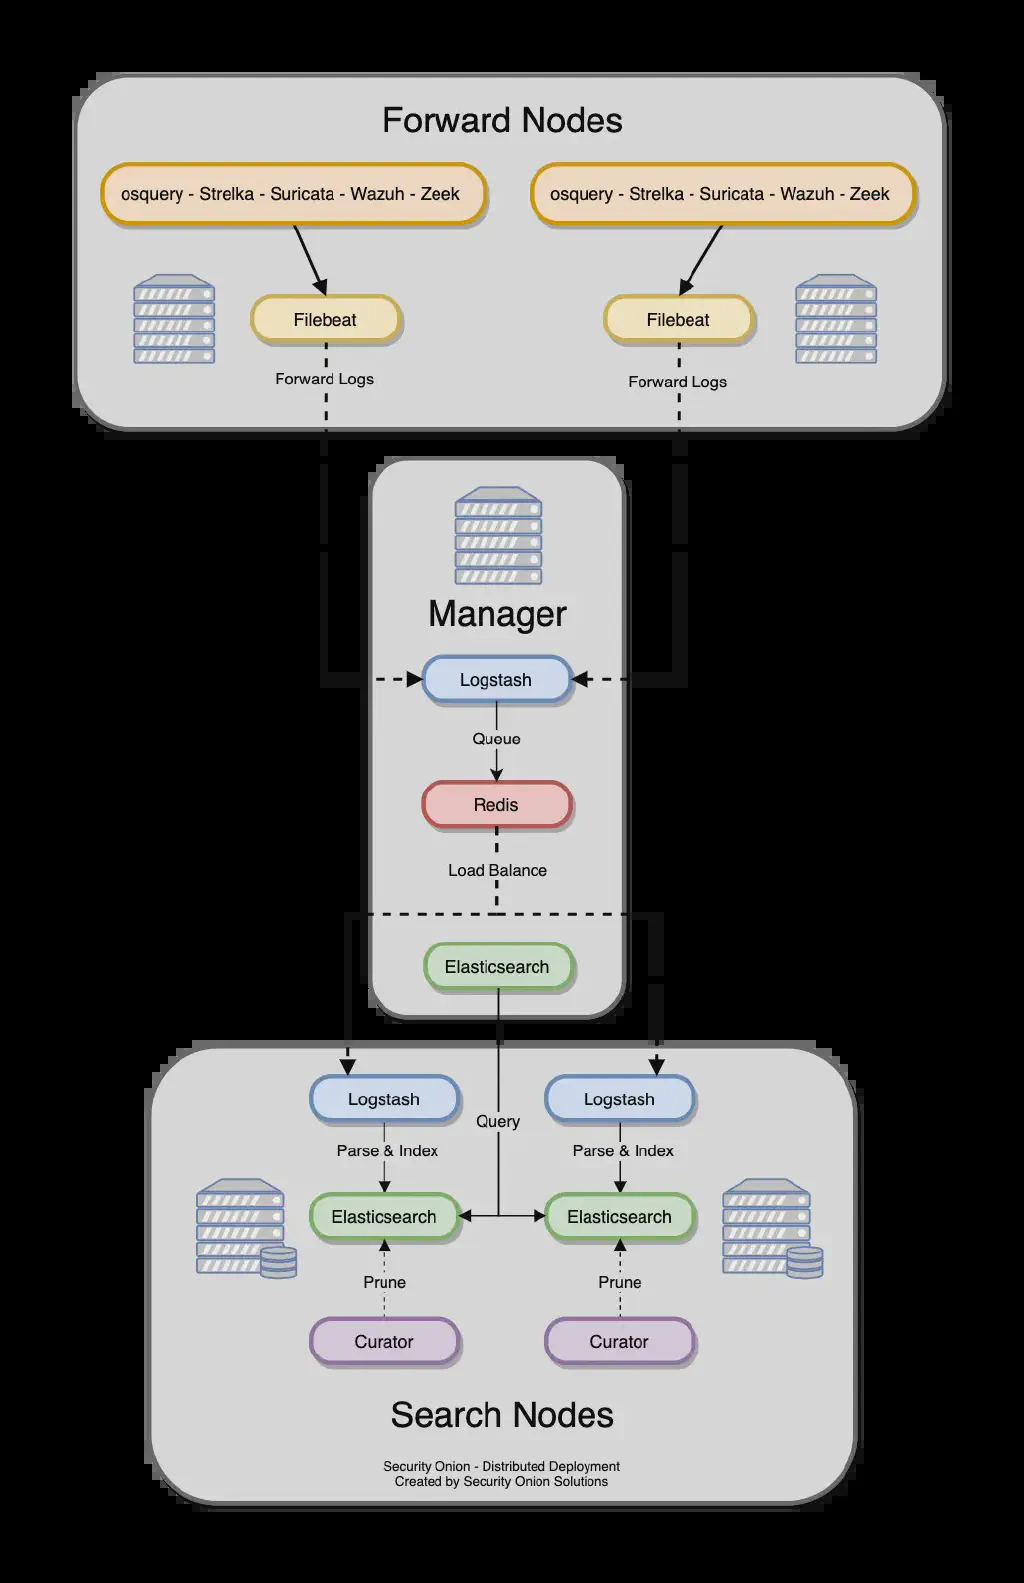 Forward Nodes
osquery - Strelka - Suricata - Wazuh - Zeek
osquery - Strelka - Suricata - Wazuh - Zeek
Filebeat
Filebeat
Forward Logs
Forward Logs
Manager
Logstash
Queue
Redis
Load Balance
Elasticsearch
Logstash
Logstash
Query
Parse & Index
Parse & Index
Elasticsearch
Elasticsearch
Prune
Prune
Curator
Curator
Search Nodes
Security Onion - Distributed Deployment
Created by Security Onion Solutions